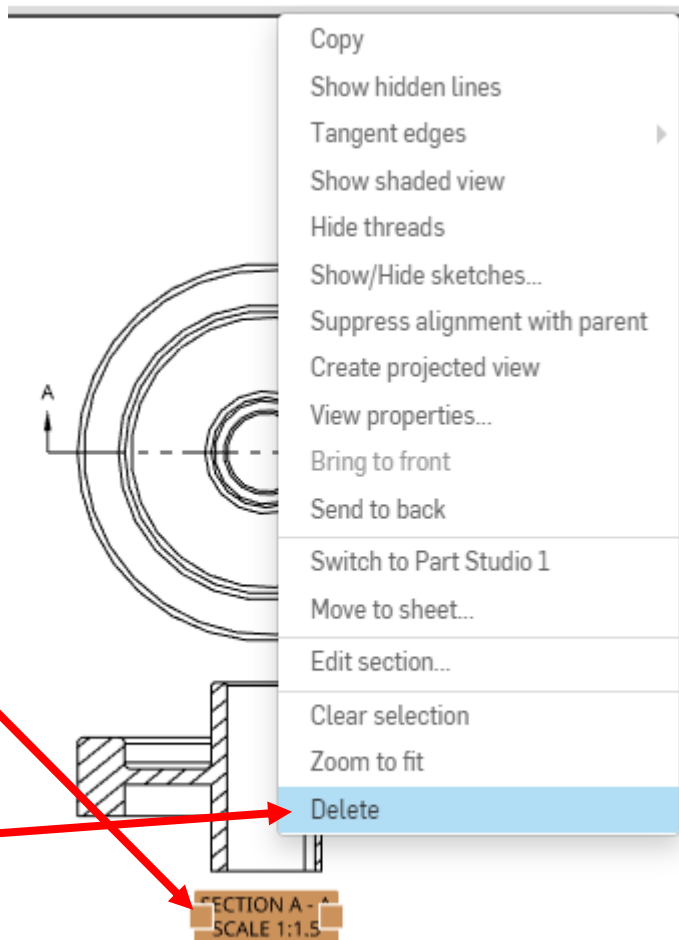 Copy
Show hidden lines
Tangent edges
Show shaded view
Hide threads
Show/Hide sketches...
Suppress alignment with parent
Create projected view
View properties...
Bring to front
Send to back
Switch to Part Studio 1
Move to sheet...
Edit section...
Clear selection
Zoom to fit
Delete
A
SECTION A - A
SCALE 1:1.5